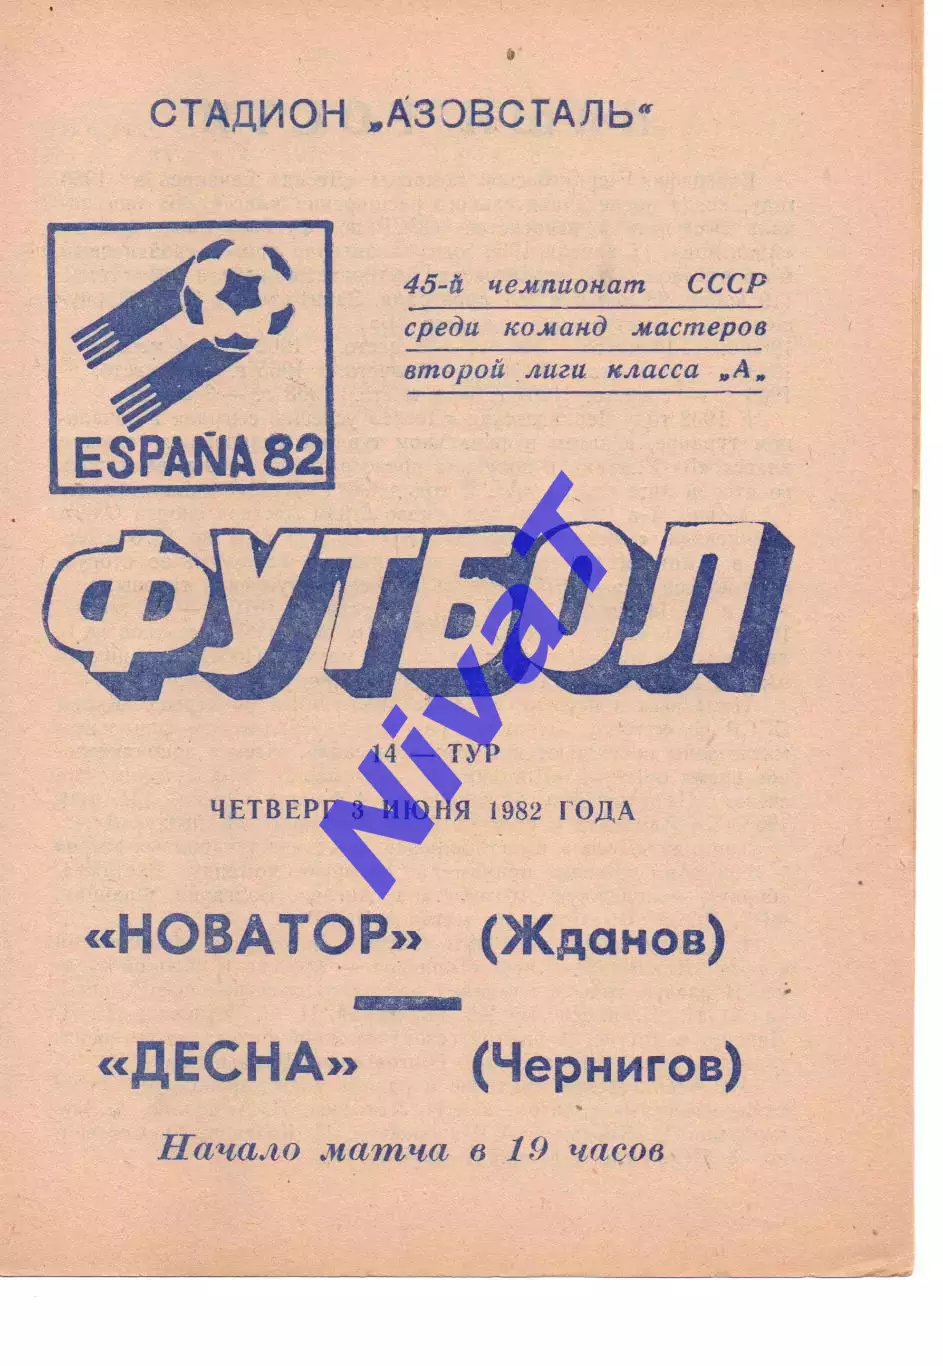 СТАДИОН „АЗОВСТАЛЬ“
45-й чемпионат СССР
среди команд мастеров
второй лиги класса „А„
ESPAÑA 82
ФУТБОЛ
14 — ТУР
ЧЕТВЕРГ 3 ИЮНЯ 1982 ГОДА
«НОВАТОР» (Жданов)
—
«ДЕСНА» (Чернигов)
Начало матча в 19 часов
NivaT